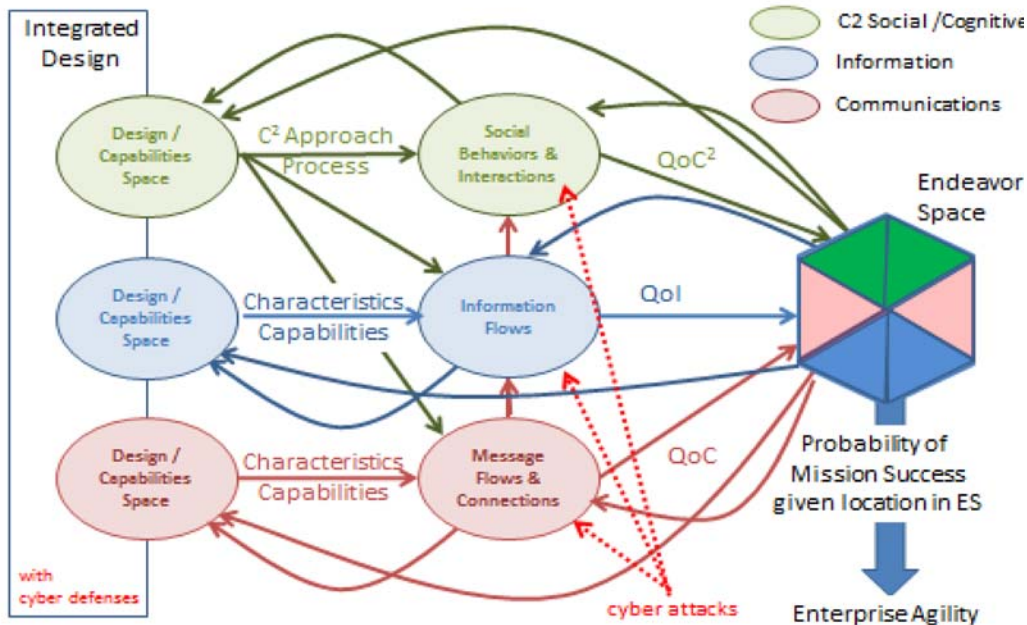 Integrated
Design
C2 Social /Cognitive
Information
Communications
Design /
Capabilities
Space
C² Approach
Process
Social
Behaviors &
Interactions
QoC²
Endeavor
Space
Design /
Capabilities
Space
Characteristics
Capabilities
Information
Flows
QoI
Design /
Capabilities
Space
Characteristics
Capabilities
Message
Flows &
Connections
QoC
Probability of
Mission Success
given location in ES
with
cyber defenses
cyber attacks
Enterprise Agility